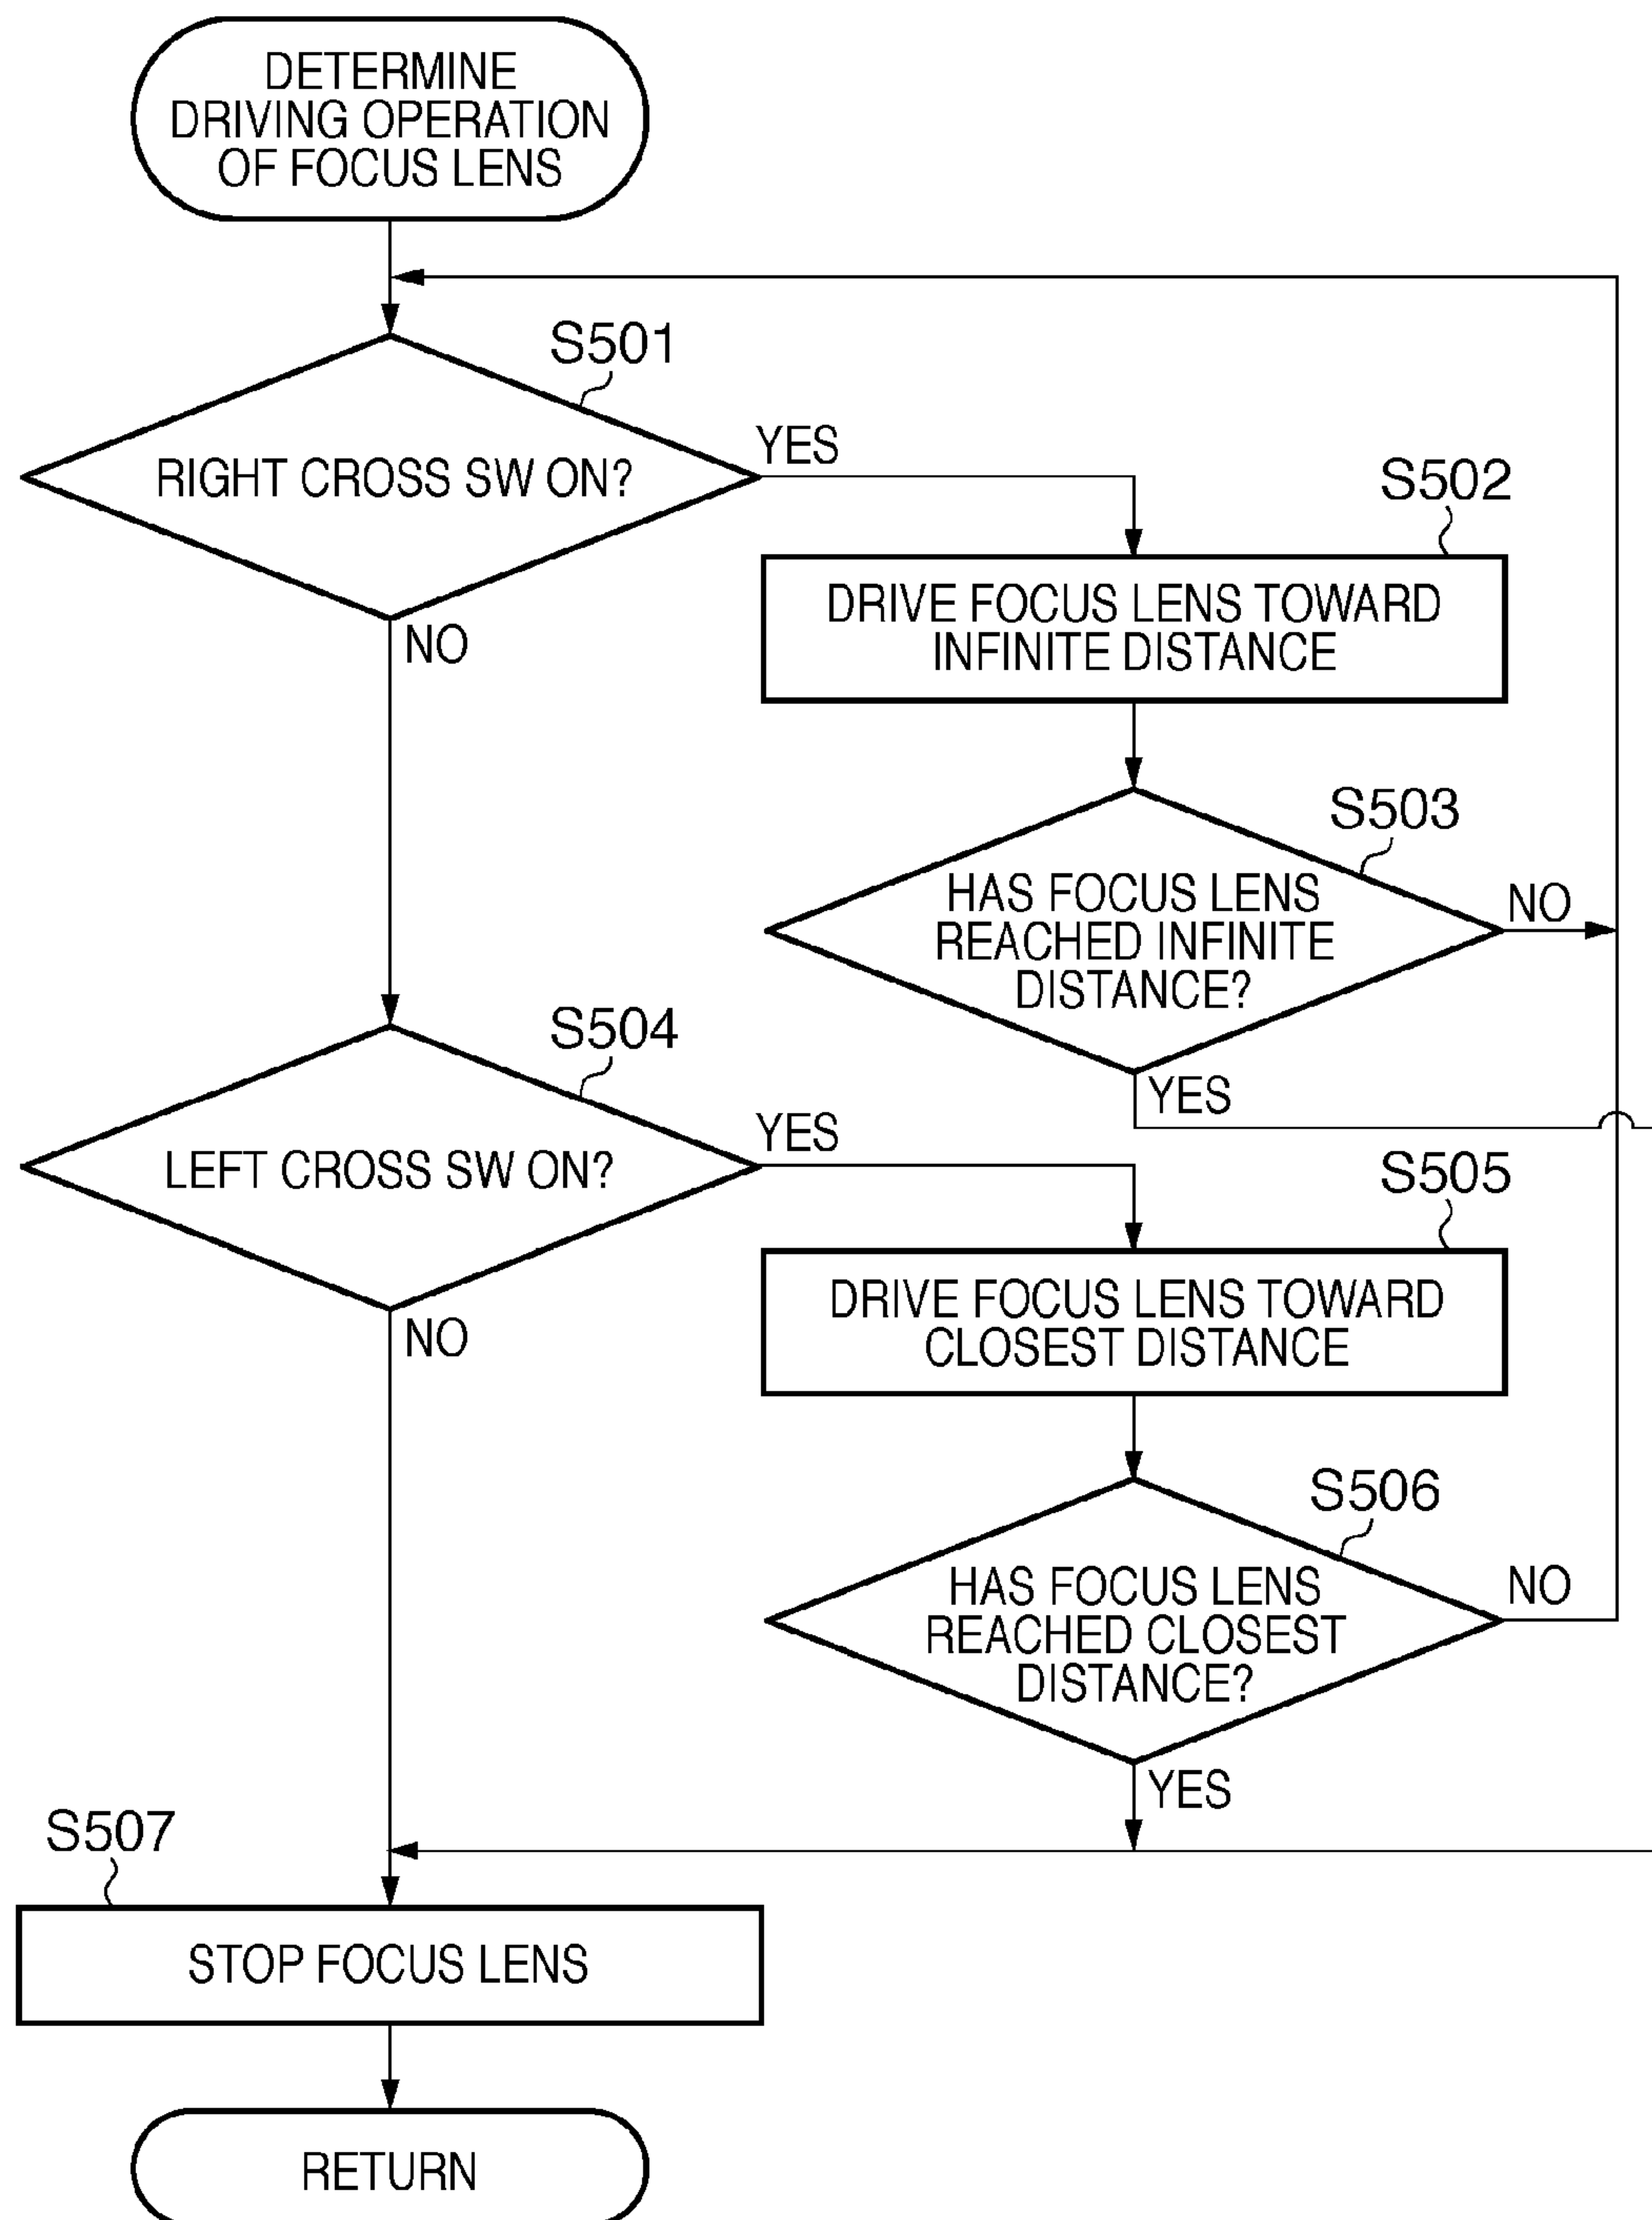 DETERMINE
DRIVING OPERATION
OF FOCUS LENS
S501
RIGHT CROSS SW ON?
YES
NO
S502
DRIVE FOCUS LENS TOWARD
INFINITE DISTANCE
S503
HAS FOCUS LENS
REACHED INFINITE
DISTANCE?
NO
YES
S504
LEFT CROSS SW ON?
YES
NO
S505
DRIVE FOCUS LENS TOWARD
CLOSEST DISTANCE
S506
HAS FOCUS LENS
REACHED CLOSEST
DISTANCE?
NO
YES
S507
STOP FOCUS LENS
RETURN